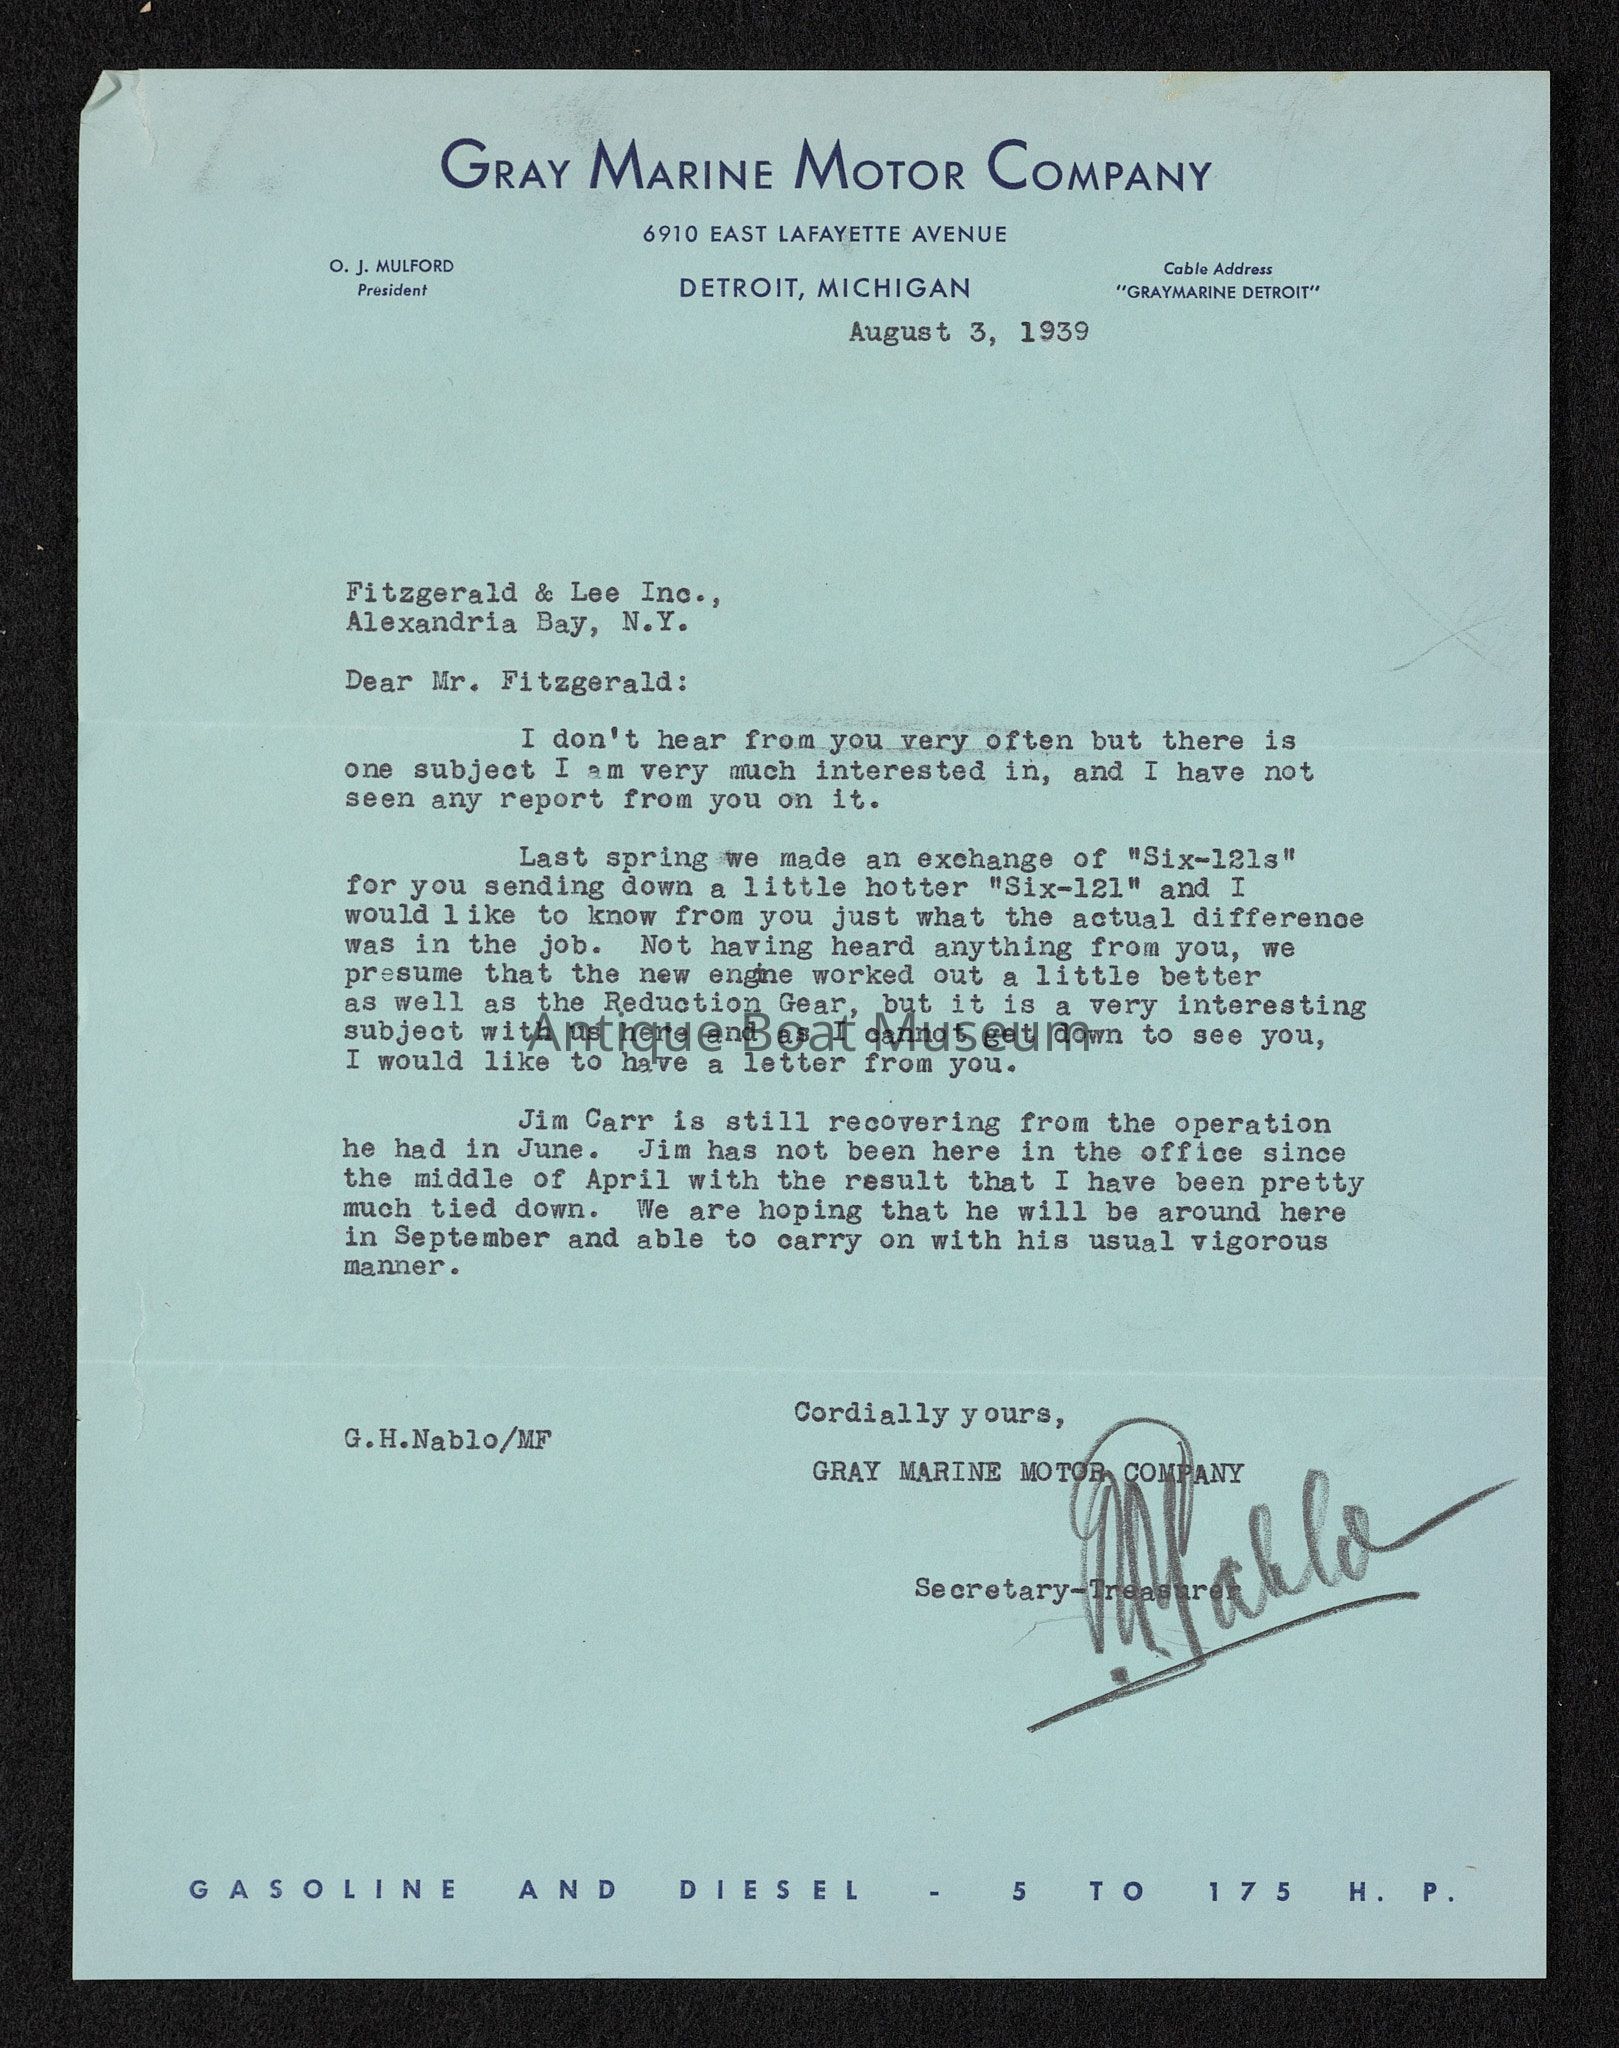 GRAY MARINE MOTOR COMPANY
6910 EAST LAFAYETTE AVENUE
O. J. MULFORD
President
DETROIT, MICHIGAN
Cable Address
"GRAYMARINE DETROIT"
August 3, 1939
Fitzgerald & Lee Inc.,
Alexandria Bay, N.Y.
Dear Mr. Fitzgerald:
I don't hear from you very often but there is
one subject I am very much interested in, and I have not
seen any report from you on it.
Last spring we made an exchange of "Six-121s"
for you sending down a little hotter "Six-121" and I
would like to know from you just what the actual difference
was in the job. Not having heard anything from you, we
presume that the new engine worked out a little better
as well as the Reduction Gear, but it is a very interesting
subject with us here and as I cannot get down to see you,
Antique Boat Museum
I would like to have a letter from you.
Jim Carr is still recovering from the operation
he had in June. Jim has not been here in the office since
the middle of April with the result that I have been pretty
much tied down. We are hoping that he will be around here
in September and able to carry on with his usual vigorous
manner.
Cordially yours,
G.H.Nablo/MF
GRAY MARINE MOTOR COMPANY
Nablo
Secretary-Treasurer
GASOLINE AND DIESEL - 5 TO 175 H. P.